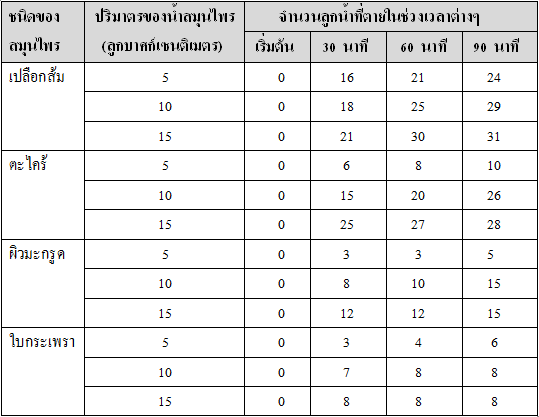 ชนิดของ ปริมาตรของน้ำสมุนไพร จำนวนลูกน้ำที่ตายในช่วงเวลาต่างๆ
สมุนไพร (ลูกบาศก์เซนติเมตร) เริ่มต้น 30 นาที 60 นาที 90 นาที
เปลือกส้ม 5 0 16 21 24
10 0 18 25 29
15 0 21 30 31
ตะไคร้ 5 0 6 8 10
10 0 15 20 26
15 0 25 27 28
ผิวมะกรูด 5 0 3 3 5
10 0 8 10 15
15 0 12 12 15
ใบกระเพรา 5 0 3 4 6
10 0 7 8 8
15 0 8 8 8